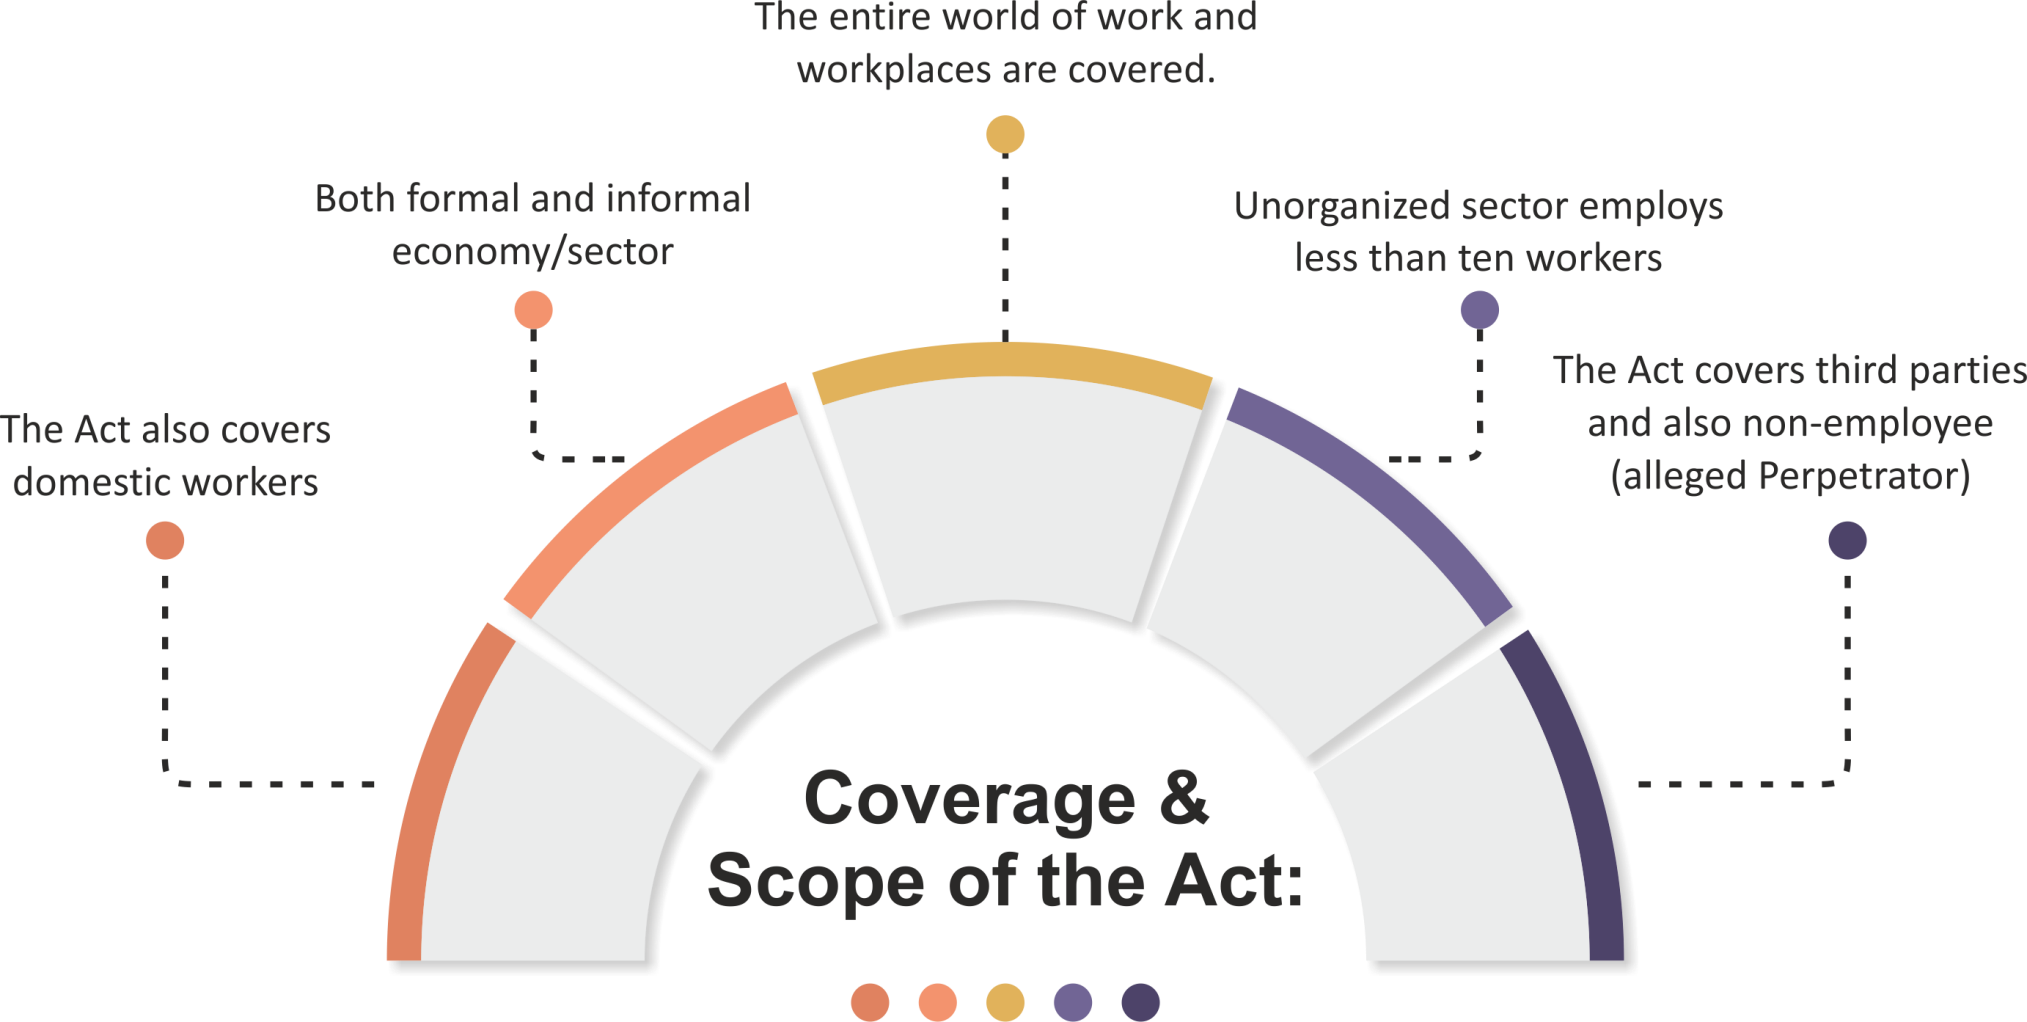 The entire world of work and
workplaces are covered.
Both formal and informal
economy/sector
Unorganized sector employs
less than ten workers
The Act covers third parties
and also non-employee
(alleged Perpetrator)
The Act also covers
domestic workers
Coverage &
Scope of the Act: